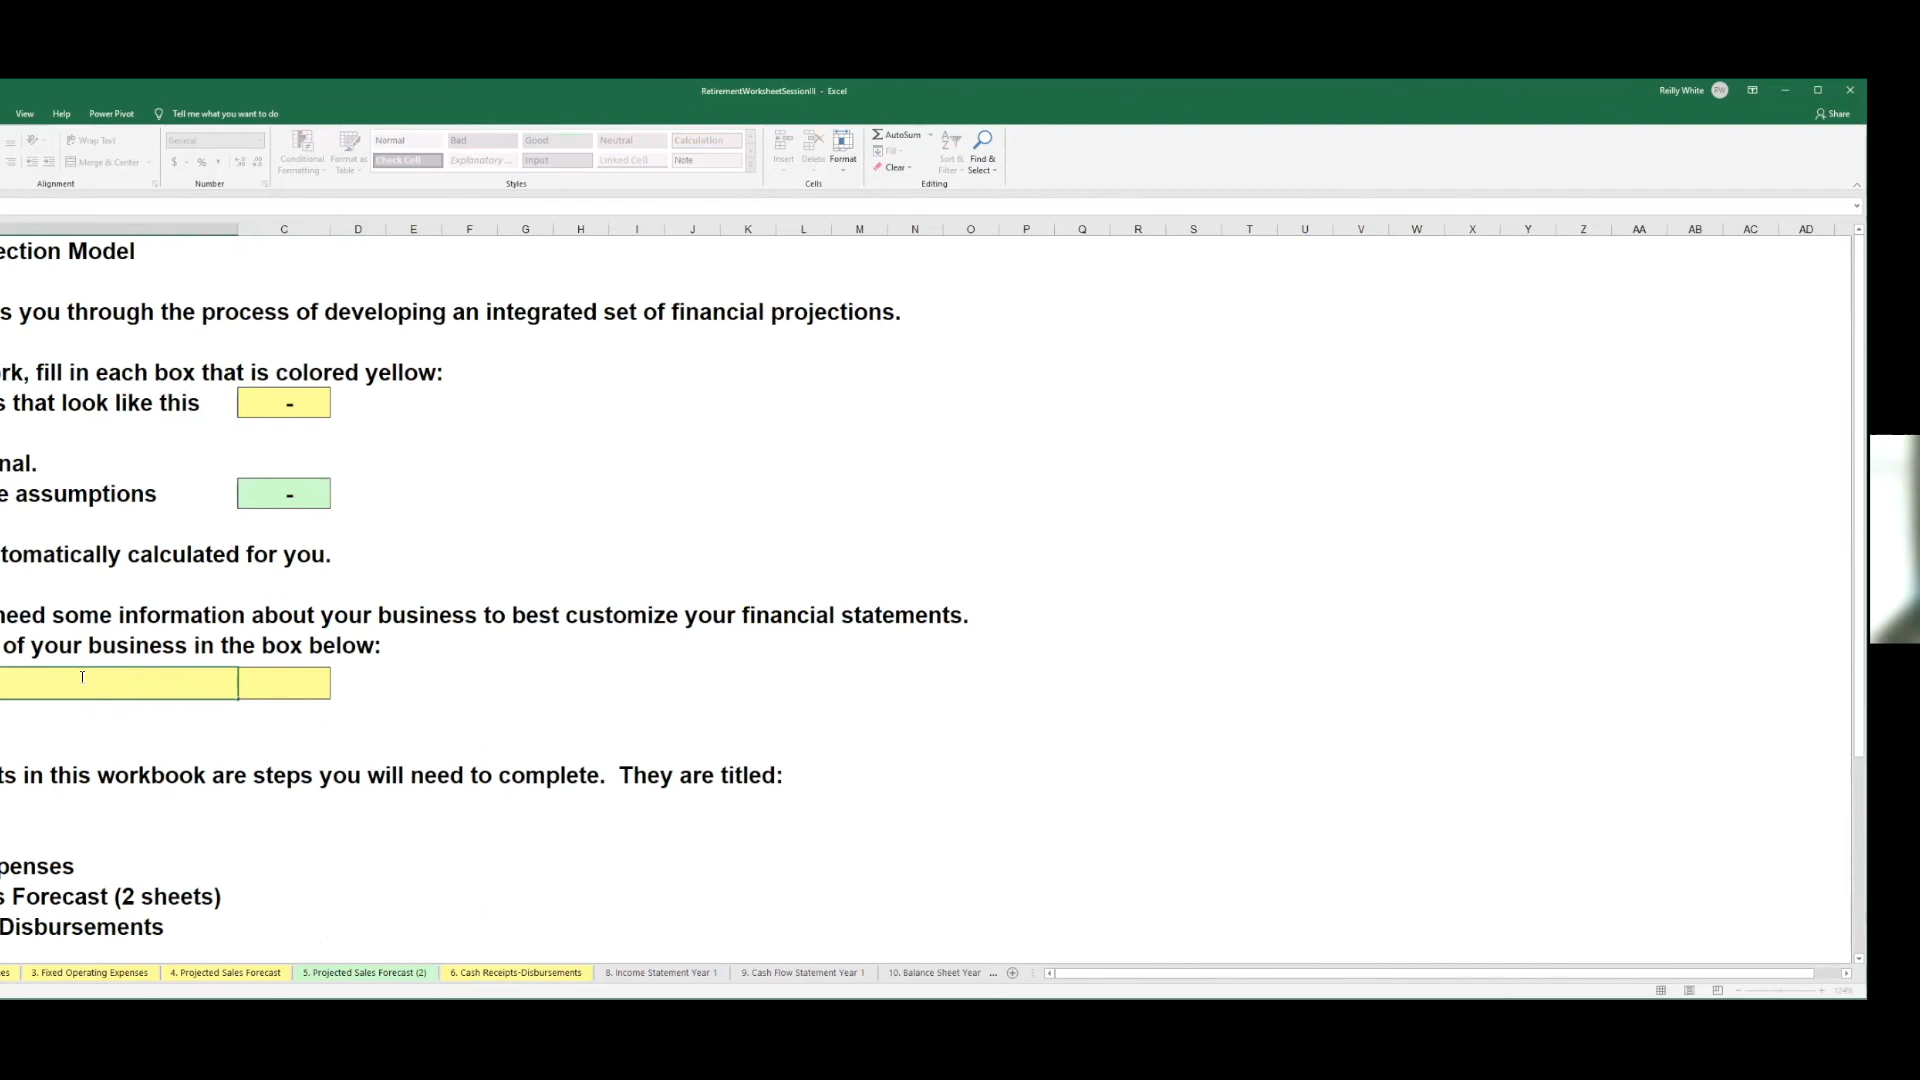 RetirementWorksheetSessionIII - Excel
Reilly White RW
View Help Power Pivot Tell me what you want to do
Share
Wrap Text
Merge & Center
Alignment
General
$ % ,
Number
Conditional Formatting
Format as Table
Normal Bad Good Neutral Calculation
Check Cell Explanatory ... Input Linked Cell Note
Styles
Insert Delete Format
Cells
AutoSum
Fill
Clear
Sort & Filter
Find & Select
Editing
C D E F G H I J K L M N O P Q R S T U V W X Y Z AA AB AC AD
ection Model
s you through the process of developing an integrated set of financial projections.
rk, fill in each box that is colored yellow:
s that look like this -
nal.
e assumptions -
tomatically calculated for you.
need some information about your business to best customize your financial statements.
of your business in the box below:
ts in this workbook are steps you will need to complete. They are titled:
penses
s Forecast (2 sheets)
Disbursements
es 3. Fixed Operating Expenses 4. Projected Sales Forecast 5. Projected Sales Forecast (2) 6. Cash Receipts-Disbursements 8. Income Statement Year 1 9. Cash Flow Statement Year 1 10. Balance Sheet Year ...
124%